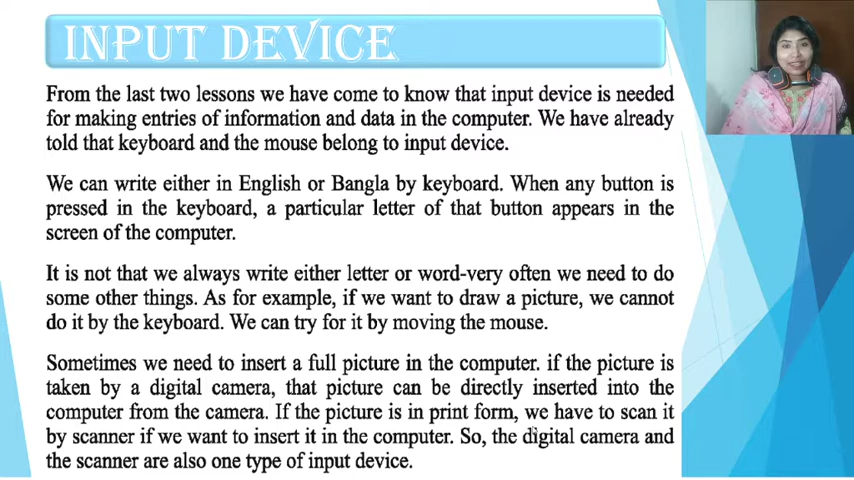 INPUT DEVICE
From the last two lessons we have come to know that input device is needed
for making entries of information and data in the computer. We have already
told that keyboard and the mouse belong to input device.
We can write either in English or Bangla by keyboard. When any button is
pressed in the keyboard, a particular letter of that button appears in the
screen of the computer.
It is not that we always write either letter or word-very often we need to do
some other things. As for example, if we want to draw a picture, we cannot
do it by the keyboard. We can try for it by moving the mouse.
Sometimes we need to insert a full picture in the computer. if the picture is
taken by a digital camera, that picture can be directly inserted into the
computer from the camera. If the picture is in print form, we have to scan it
by scanner if we want to insert it in the computer. So, the digital camera and
the scanner are also one type of input device.